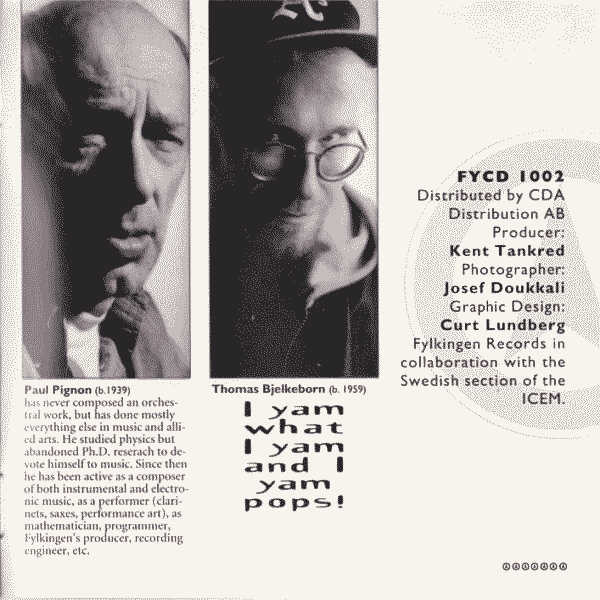 A
Paul Pignon (b.1939)
has never composed an orches-
tral work, but has done mostly
everything else in music and alli-
ed arts. He studied physics but
abandoned Ph.D. reserach to de-
vote himself to music. Since then
he has been active as a composer
of both instrumental and electro-
nic music, as a performer (clari-
nets, saxes, performance art), as
mathematician, programmer,
Fylkingen's producer, recording
engineer, etc.
Thomas Bjelkeborn (b. 1959)
I yam
what
I yam
and I
yam
pops!
FYCD 1002
Distributed by CDA
Distribution AB
Producer:
Kent Tankred
Photographer:
Josef Doukkali
Graphic Design:
Curt Lundberg
Fylkingen Records in
collaboration with the
Swedish section of the
ICEM.